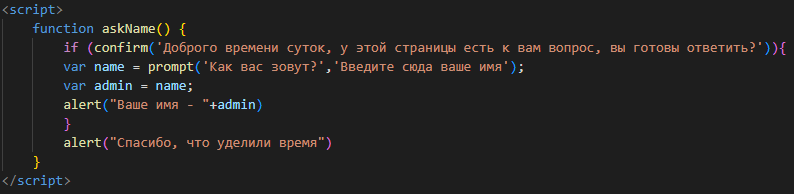 <script>
function askName() {
if (confirm('Доброго времени суток, у этой страницы есть к вам вопрос, вы готовы ответить?')){
var name = prompt('Как вас зовут?','Введите сюда ваше имя');
var admin = name;
alert("Ваше имя - "+admin)
}
alert("Спасибо, что уделили время")
}
</script>